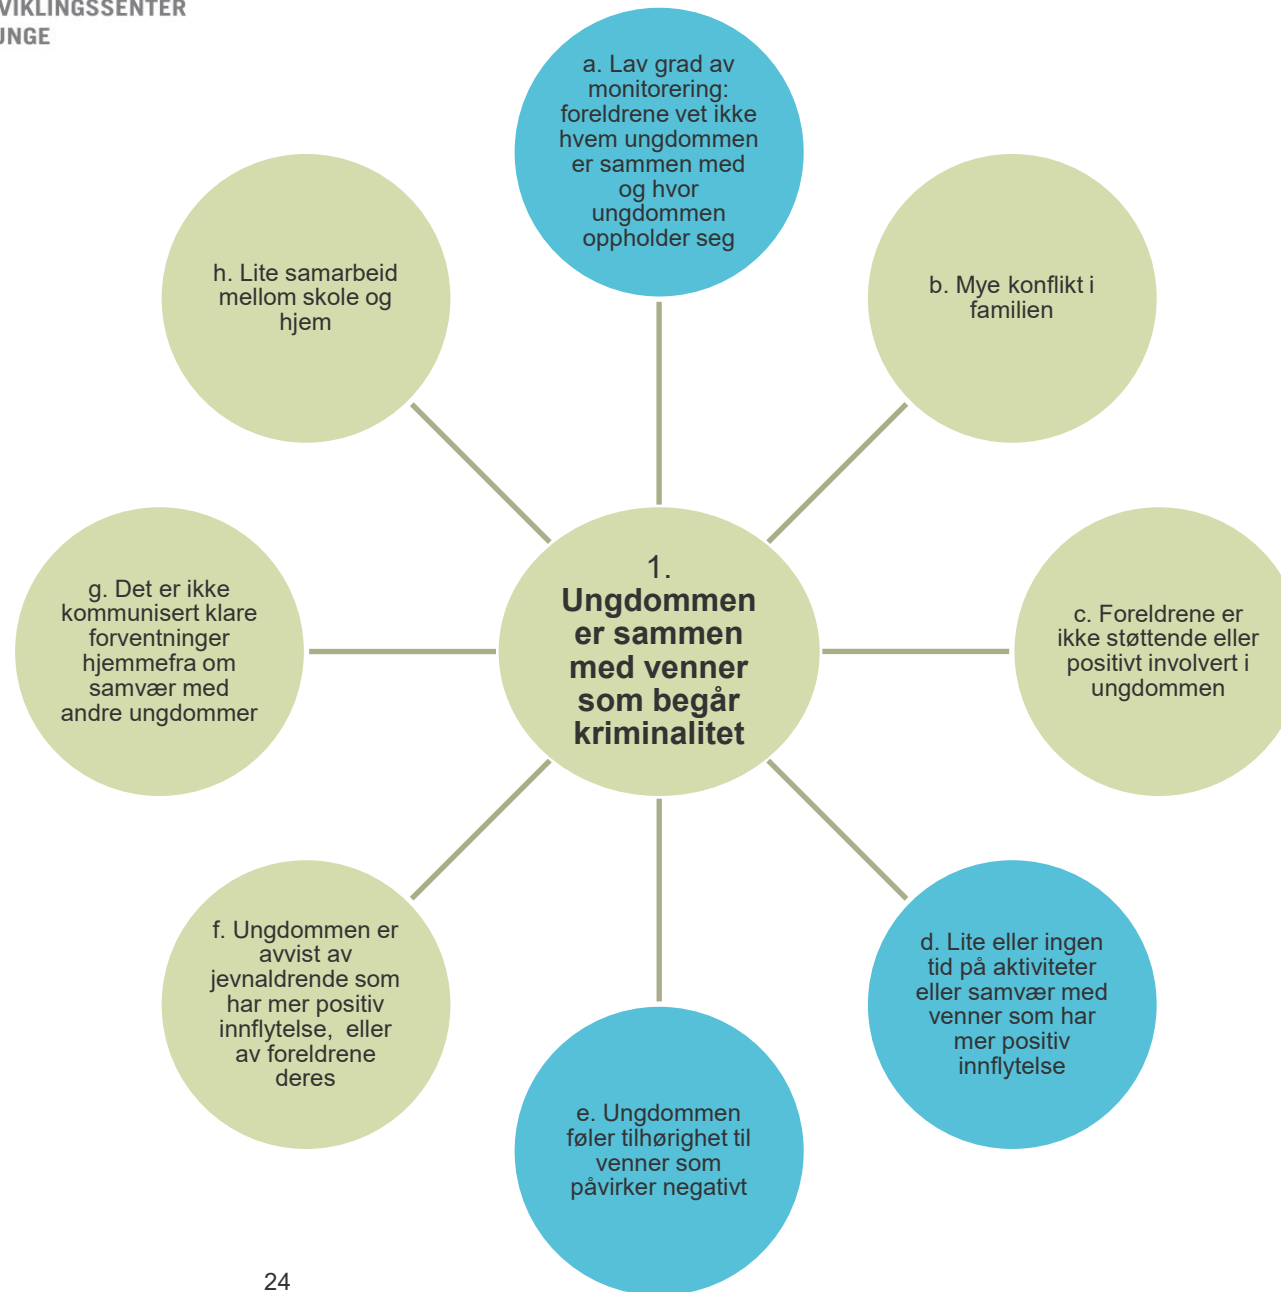 VIKLINGSSENTER
UNGE
a. Lav grad av
monitorering:
foreldrene vet ikke
hvem ungdommen
er sammen med
og hvor
ungdommen
oppholder seg
b. Mye konflikt i
familien
c. Foreldrene er
ikke støttende eller
positivt involvert i
ungdommen
d. Lite eller ingen
tid på aktiviteter
eller samvær med
venner som har
mer positiv
innflytelse
e. Ungdommen
føler tilhørighet til
venner som
påvirker negativt
f. Ungdommen er
avvist av
jevnaldrende som
har mer positiv
innflytelse,  eller
av foreldrene
deres
g. Det er ikke
kommunisert klare
forventninger
hjemmefra om
samvær med
andre ungdommer
h. Lite samarbeid
mellom skole og
hjem
1.
Ungdommen
er sammen
med venner
som begår
kriminalitet
24